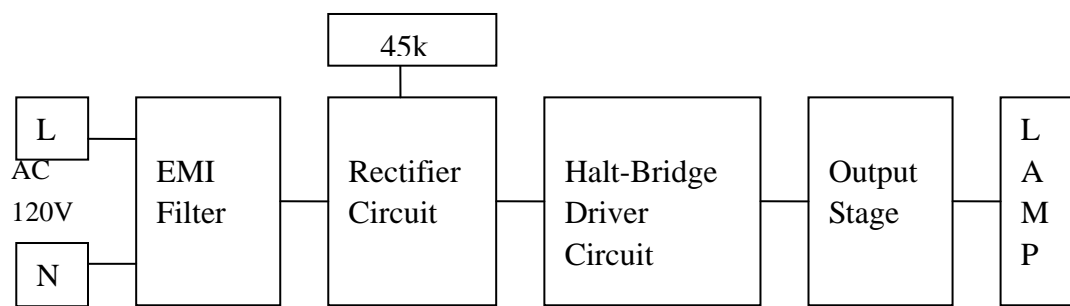 45k
L
AC
120V
N
EMI
Filter
Rectifier
Circuit
Halt-Bridge
Driver
Circuit
Output
Stage
L
A
M
P